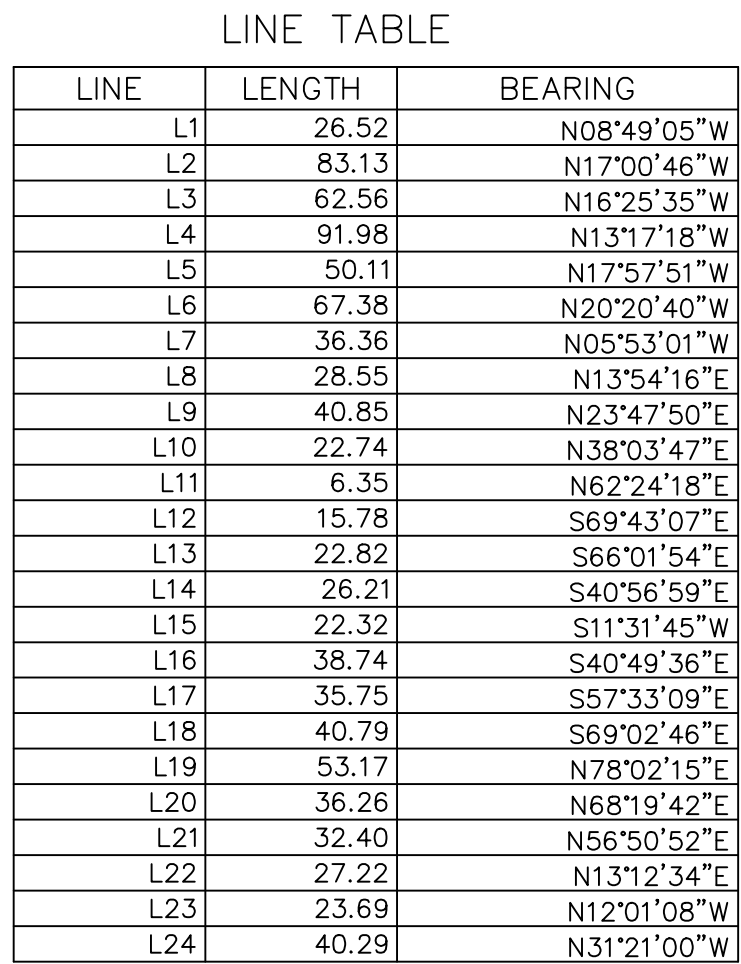 LINE TABLE
LINE LENGTH BEARING
L1 26.52 N08°49'05"W
L2 83.13 N17°00'46"W
L3 62.56 N16°25'35"W
L4 91.98 N13°17'18"W
L5 50.11 N17°57'51"W
L6 67.38 N20°20'40"W
L7 36.36 N05°53'01"W
L8 28.55 N13°54'16"E
L9 40.85 N23°47'50"E
L10 22.74 N38°03'47"E
L11 6.35 N62°24'18"E
L12 15.78 S69°43'07"E
L13 22.82 S66°01'54"E
L14 26.21 S40°56'59"E
L15 22.32 S11°31'45"W
L16 38.74 S40°49'36"E
L17 35.75 S57°33'09"E
L18 40.79 S69°02'46"E
L19 53.17 N78°02'15"E
L20 36.26 N68°19'42"E
L21 32.40 N56°50'52"E
L22 27.22 N13°12'34"E
L23 23.69 N12°01'08"W
L24 40.29 N31°21'00"W